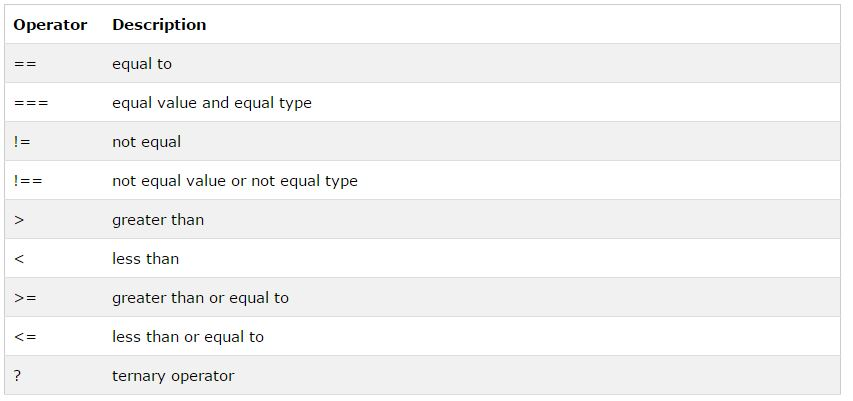 Operator Description
== equal to
=== equal value and equal type
!= not equal
!== not equal value or not equal type
> greater than
< less than
>= greater than or equal to
<= less than or equal to
? ternary operator